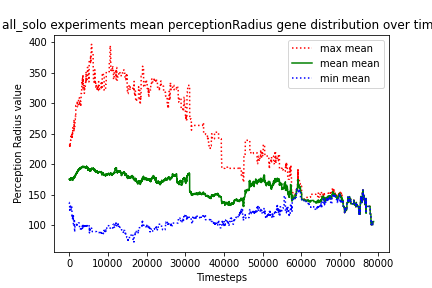 all_solo experiments mean perceptionRadius gene distribution over tim
max mean
mean mean
min mean
Perception Radius value
400
350
300
250
200
150
100
0
10000
20000
30000
40000
50000
60000
70000
80000
Timesteps